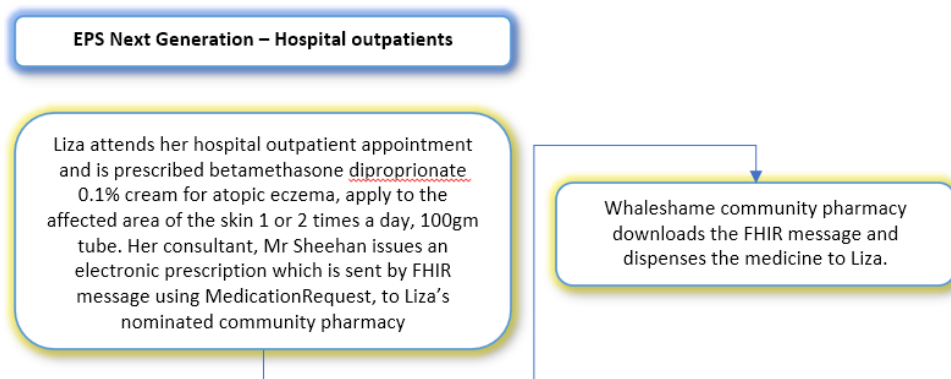 EPS Next Generation – Hospital outpatients
Liza attends her hospital outpatient appointment
and is prescribed betamethasone diproprionate
0.1% cream for atopic eczema, apply to the
affected area of the skin 1 or 2 times a day, 100gm
tube. Her consultant, Mr Sheehan issues an
electronic prescription which is sent by FHIR
message using MedicationRequest, to Liza’s
nominated community pharmacy
Whaleshame community pharmacy
downloads the FHIR message and
dispenses the medicine to Liza.